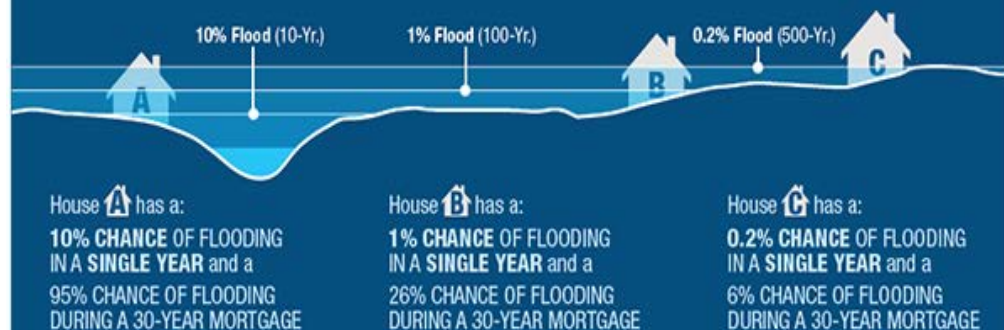 10% Flood (10-Yr.)
1% Flood (100-Yr.)
0.2% Flood (500-Yr.)
A
B
C
House A has a:
10% CHANCE OF FLOODING
IN A SINGLE YEAR and a
95% CHANCE OF FLOODING
DURING A 30-YEAR MORTGAGE
House B has a:
1% CHANCE OF FLOODING
IN A SINGLE YEAR and a
26% CHANCE OF FLOODING
DURING A 30-YEAR MORTGAGE
House C has a:
0.2% CHANCE OF FLOODING
IN A SINGLE YEAR and a
6% CHANCE OF FLOODING
DURING A 30-YEAR MORTGAGE